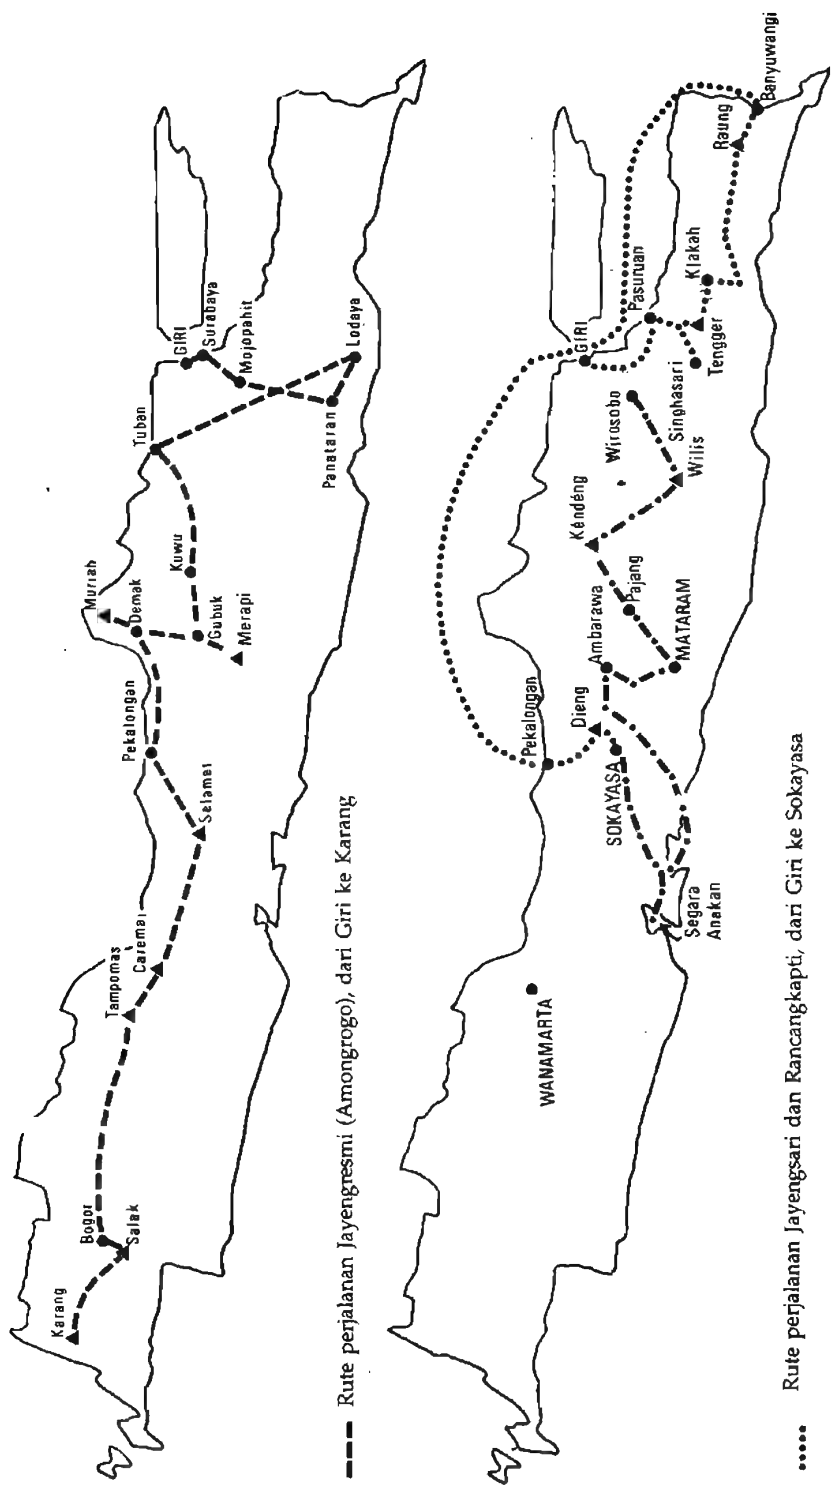 Karang
Bogor
Salak
Tampomas
Caremai
Selamat
Pekalongan
Muriah
Demak
Gubuk
Merapi
Kuwu
Tuban
Panataran
Lodaya
Mojopahit
Surabaya
GIRI
Rute perjalanan Jayengresmi (Amongrogo), dari Giri ke Karang
WANAMARTA
Segara
Anakan
SOKAYASA
Pekalongan
Dieng
Ambarawa
MATARAM
Pajang
Kéndéng
Wilis
Wirosobo
Singhasari
Tengger
GIRI
Pasuruan
Klakah
Raung
Banyuwangi
Rute perjalanan Jayengsari dan Rancangkapti, dari Giri ke Sokayasa